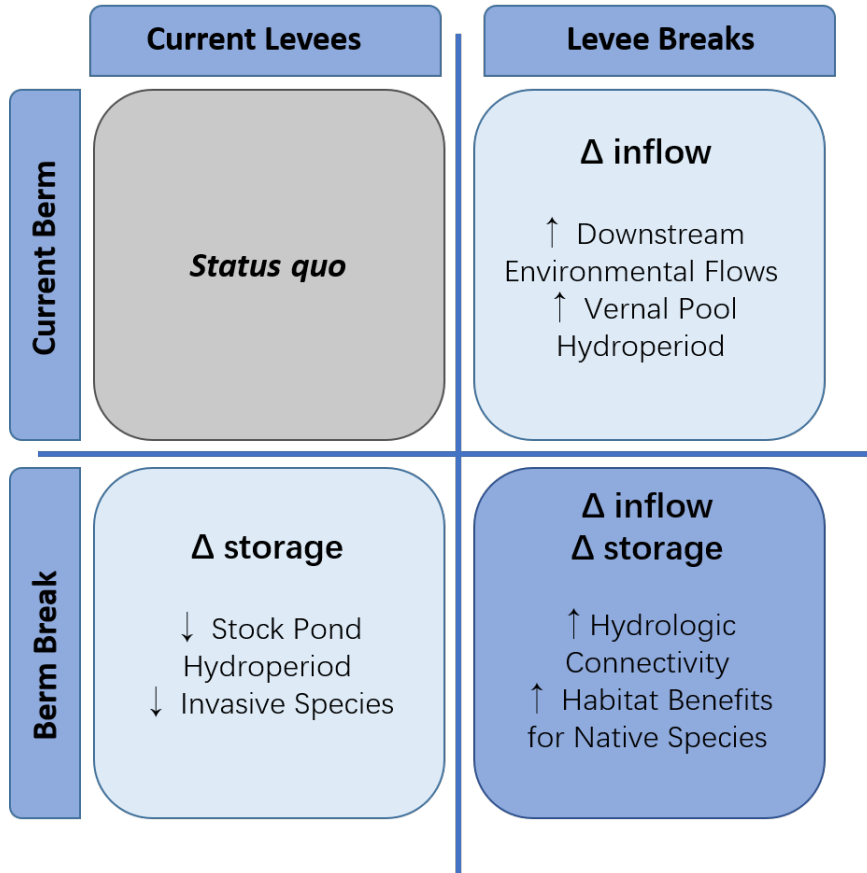 Current Levees
Levee Breaks
Current Berm
Status quo
Δ inflow
↑ Downstream
Environmental Flows
↑ Vernal Pool
Hydroperiod
Berm Break
Δ storage
↓ Stock Pond
Hydroperiod
↓ Invasive Species
Δ inflow
Δ storage
↑ Hydrologic
Connectivity
↑ Habitat Benefits
for Native Species